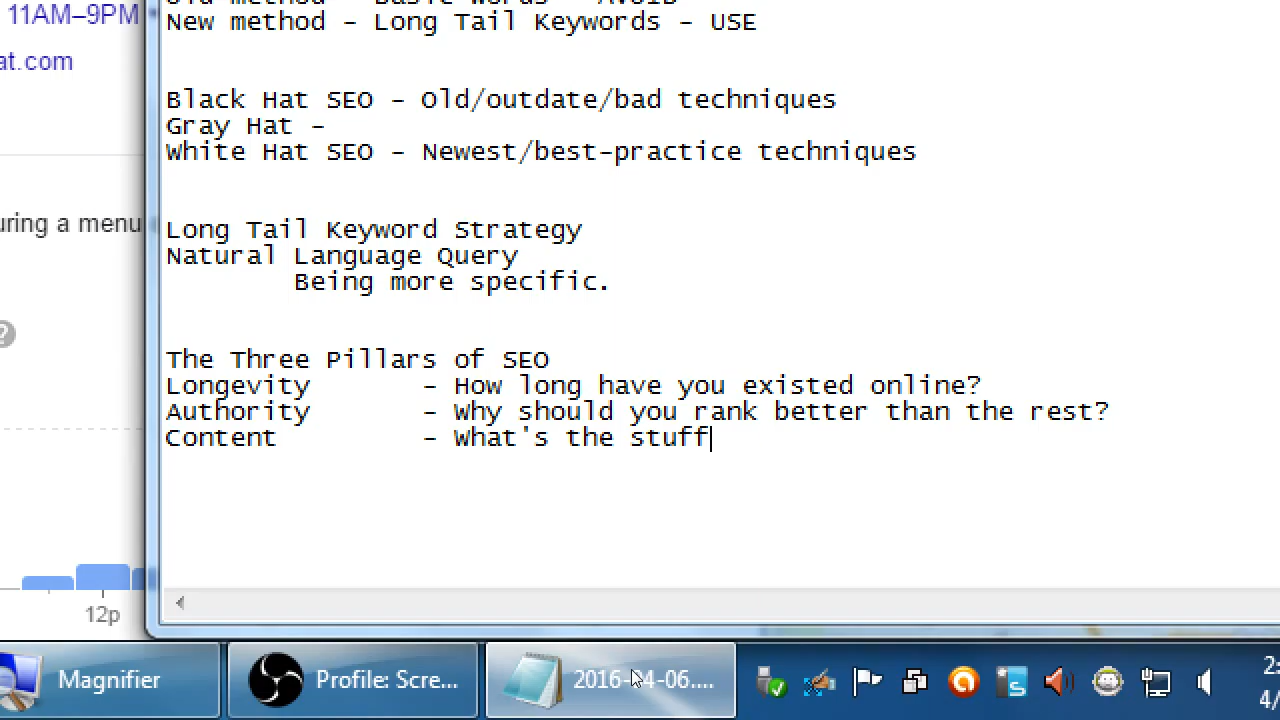 11AM–9PM
at.com
uring a menu
?
12p
New method - Long Tail Keywords - USE
Black Hat SEO - Old/outdate/bad techniques
Gray Hat -
White Hat SEO - Newest/best-practice techniques
Long Tail Keyword Strategy
Natural Language Query
Being more specific.
The Three Pillars of SEO
Longevity - How long have you existed online?
Authority - Why should you rank better than the rest?
Content - What's the stuff
Magnifier
Profile: Scre...
2016-04-06....
2:
4/